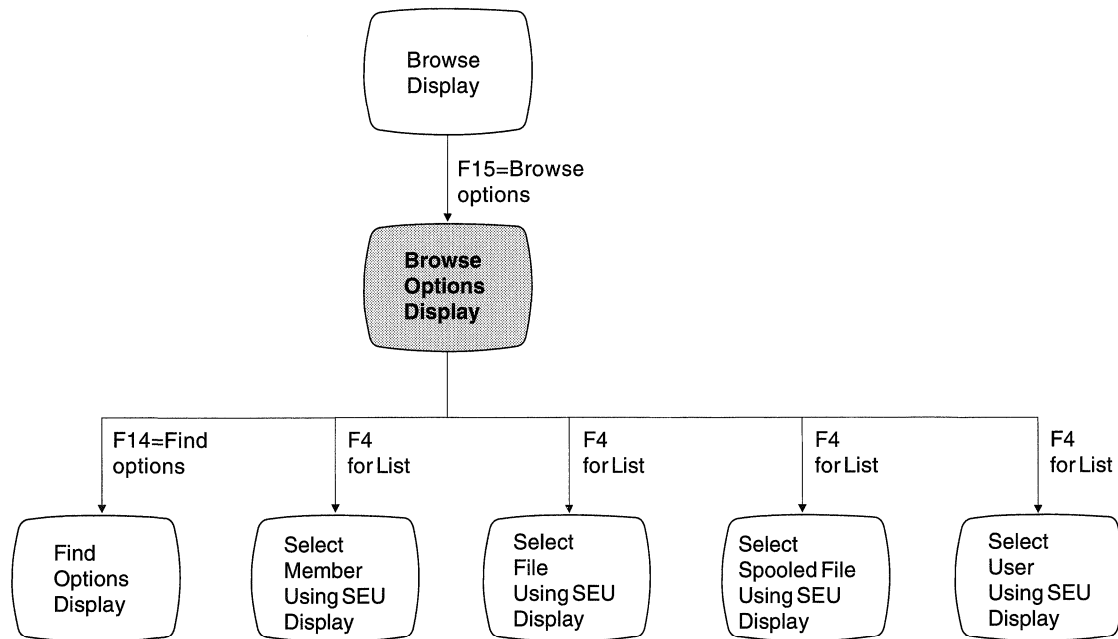 Browse
Display
F15=Browse
options
Browse
Options
Display
F14=Find
options
F4
for List
F4
for List
F4
for List
F4
for List
Find
Options
Display
Select
Member
Using SEU
Display
Select
File
Using SEU
Display
Select
Spooled File
Using SEU
Display
Select
User
Using SEU
Display